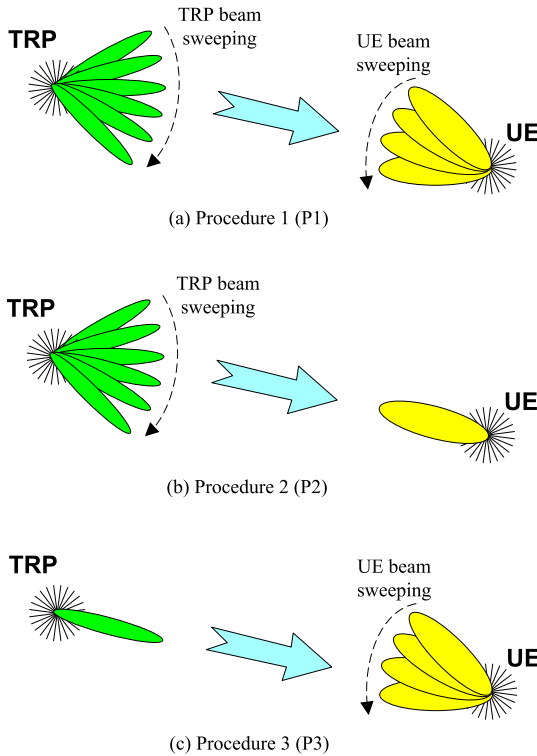 TRP
TRP beam
sweeping
UE beam
sweeping
UE
(a) Procedure 1 (P1)
TRP
TRP beam
sweeping
UE
(b) Procedure 2 (P2)
TRP
UE beam
sweeping
UE
(c) Procedure 3 (P3)